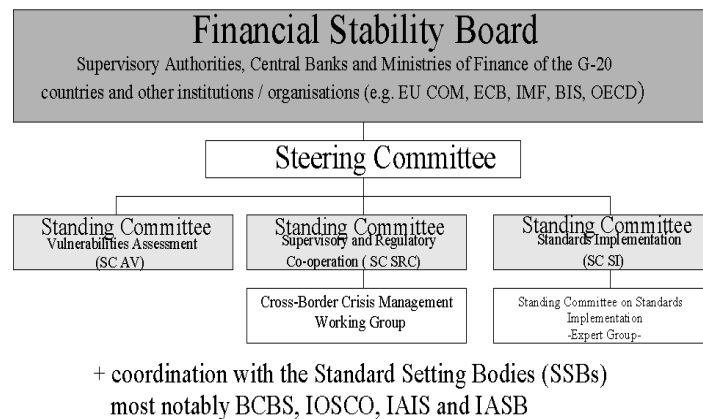 Financial Stability Board
Supervisory Authorities, Central Banks and Ministries of Finance of the G-20
countries and other institutions / organisations (e.g. EU COM, ECB, IMF, BIS, OECD)
Steering Committee
Standing Committee
Vulnerabilities Assessment
(SC AV)
Standing Committee
Supervisory and Regulatory
Co-operation ( SC SRC)
Standing Committee
Standards Implementation
(SC SI)
Cross-Border Crisis Management
Working Group
Standing Committee on Standards
Implementation
-Expert Group-
+ coordination with the Standard Setting Bodies (SSBs)
most notably BCBS, IOSCO, IAIS and IASB